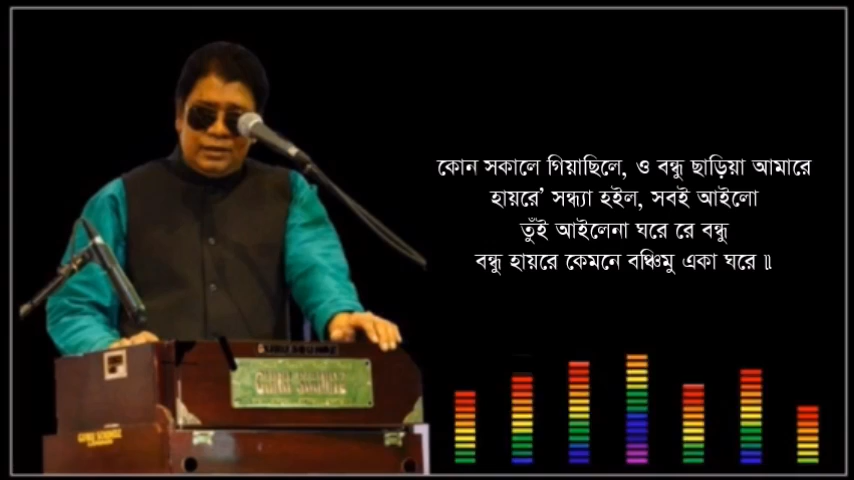 কোন সকালে গিয়াছিলে, ও বন্ধু ছাড়িয়া আমারে
হায়রে’ সন্ধ্যা হইল, সবই আইলো
তুঁই আইলেনা ঘরে রে বন্ধু
বন্ধু হায়রে কেমনে বঞ্চিমু একা ঘরে ॥